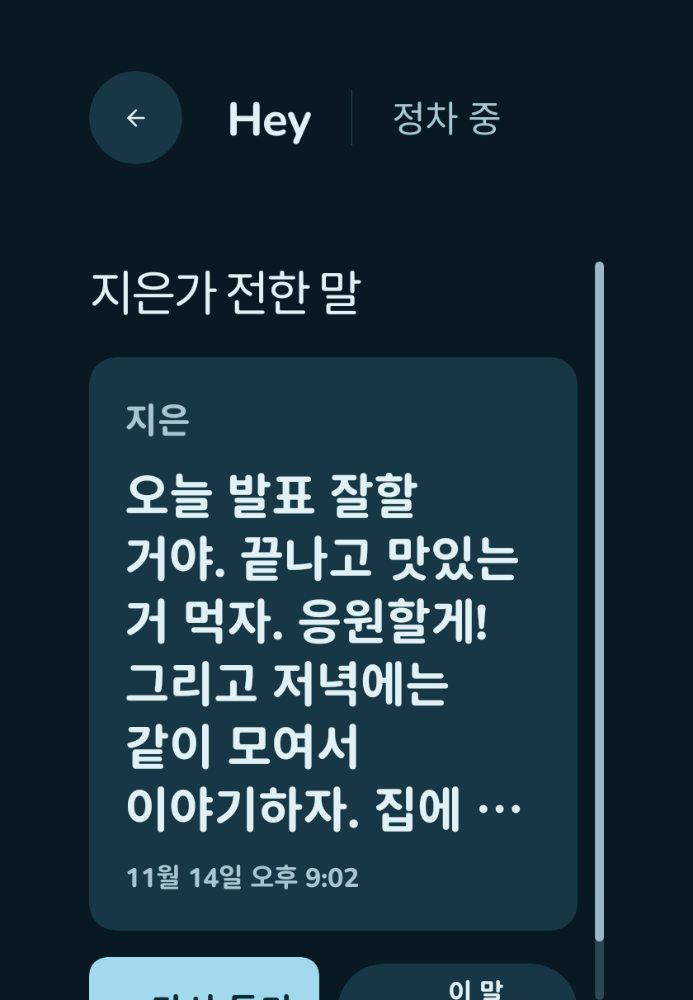 Hey 정차 중
지은가 전한 말
지은
오늘 발표 잘할
거야. 끝나고 맛있는
거 먹자. 응원할게!
그리고 저녁에는
같이 모여서
이야기하자. 집에 …
11월 14일 오후 9:02
이 말